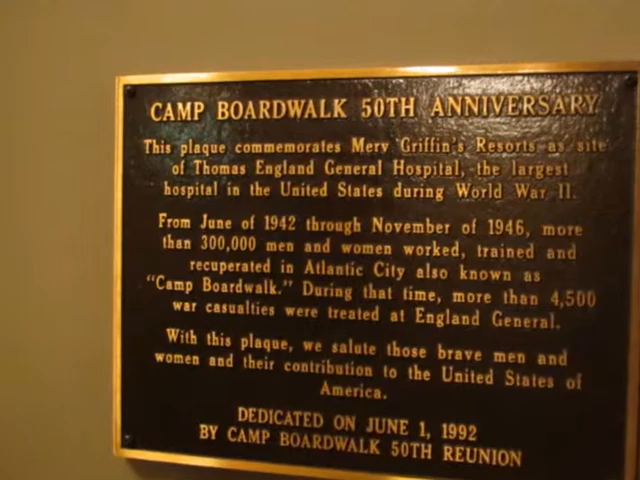 CAMP BOARDWALK 50TH ANNIVERSARY
This plaque commemorates Merv Griffin's Resorts as site
of Thomas England General Hospital, the largest
hospital in the United States during World War II.
From June of 1942 through November of 1946, more
than 300,000 men and women worked, trained and
recuperated in Atlantic City also known as
"Camp Boardwalk." During that time, more than 4,500
war casualties were treated at England General.
With this plaque, we salute those brave men and
women and their contribution to the United States of
America.
DEDICATED ON JUNE 1, 1992
BY CAMP BOARDWALK 50TH REUNION